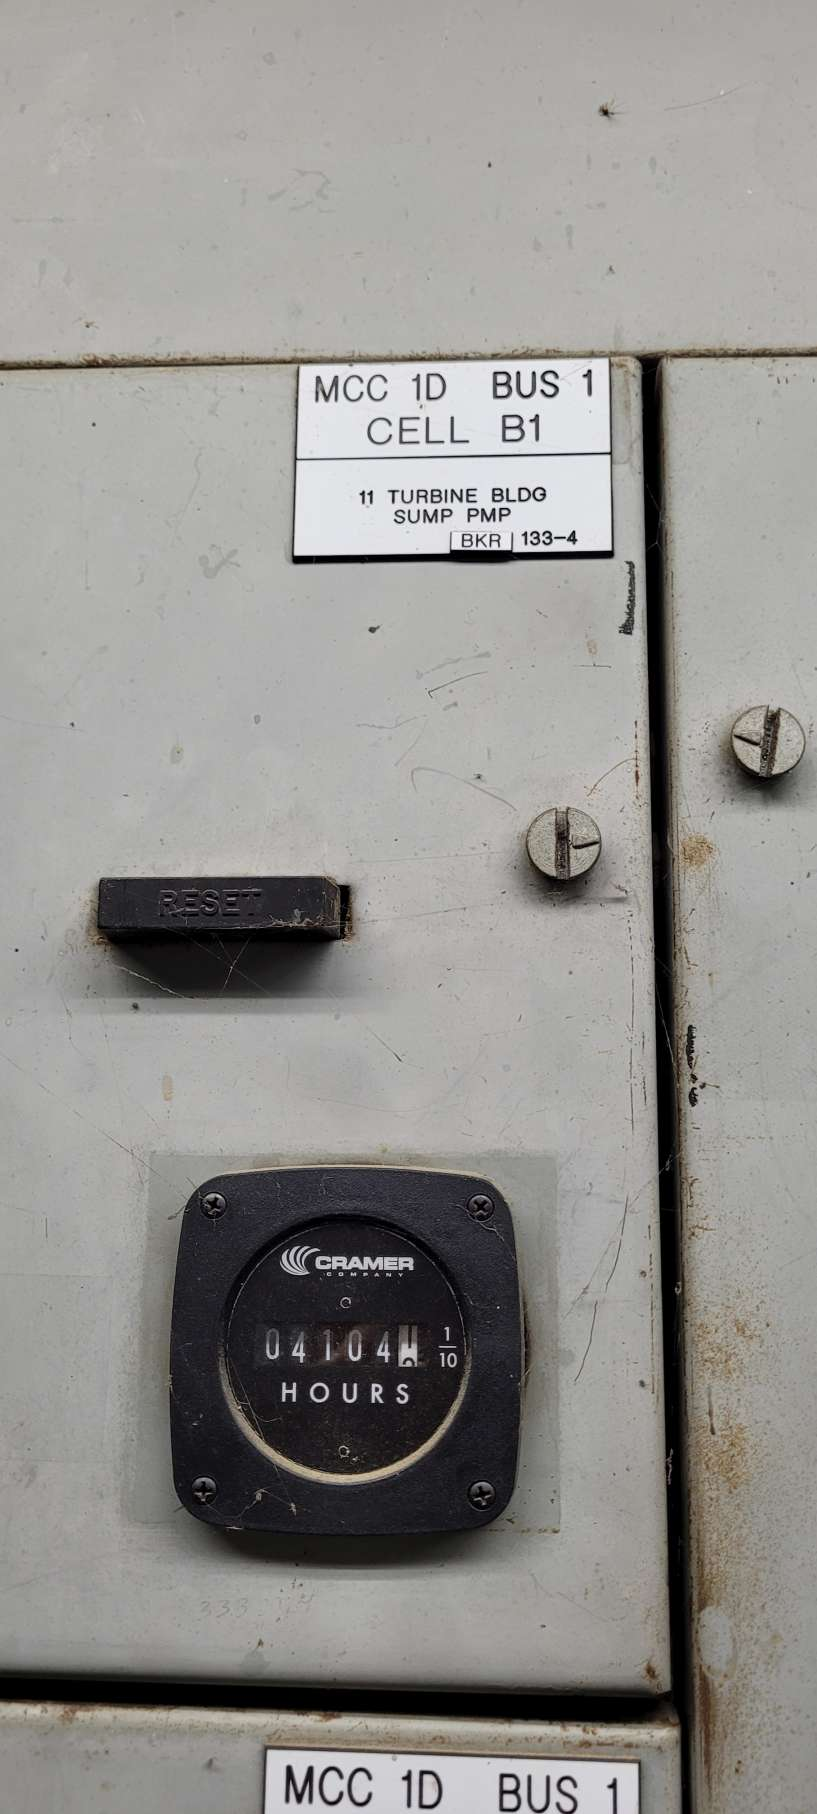 MCC 1D BUS 1
CELL B1
11 TURBINE BLDG
SUMP PMP
BKR 133-4
RESET
CRAMER
COMPANY
04104 1/10
HOURS
MCC 1D BUS 1